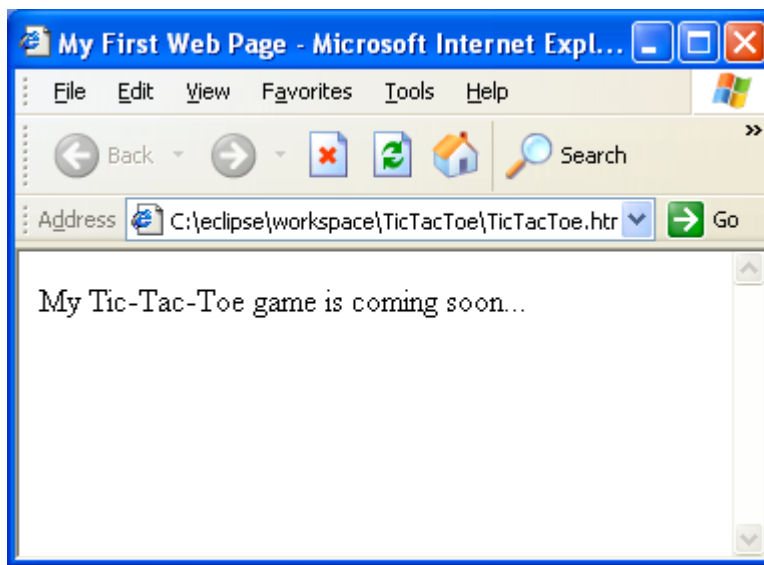 My First Web Page - Microsoft Internet Expl...
File Edit View Favorites Tools Help
Back Search »
Address C:\eclipse\workspace\TicTacToe\TicTacToe.htr Go
My Tic-Tac-Toe game is coming soon...